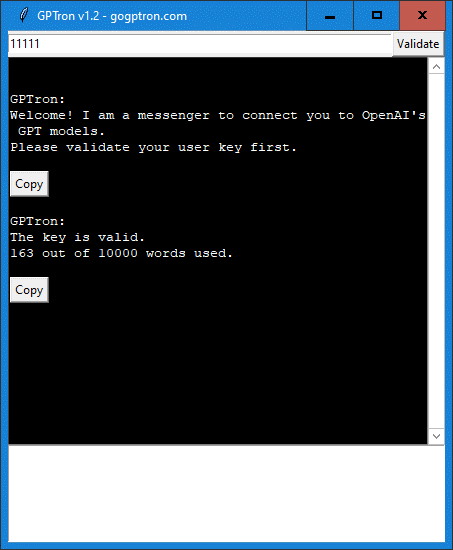 GPTron v1.2 - gogptron.com
11111
Validate
GPTron:
Welcome! I am a messenger to connect you to OpenAI's
GPT models.
Please validate your user key first.
Copy
GPTron:
The key is valid.
163 out of 10000 words used.
Copy